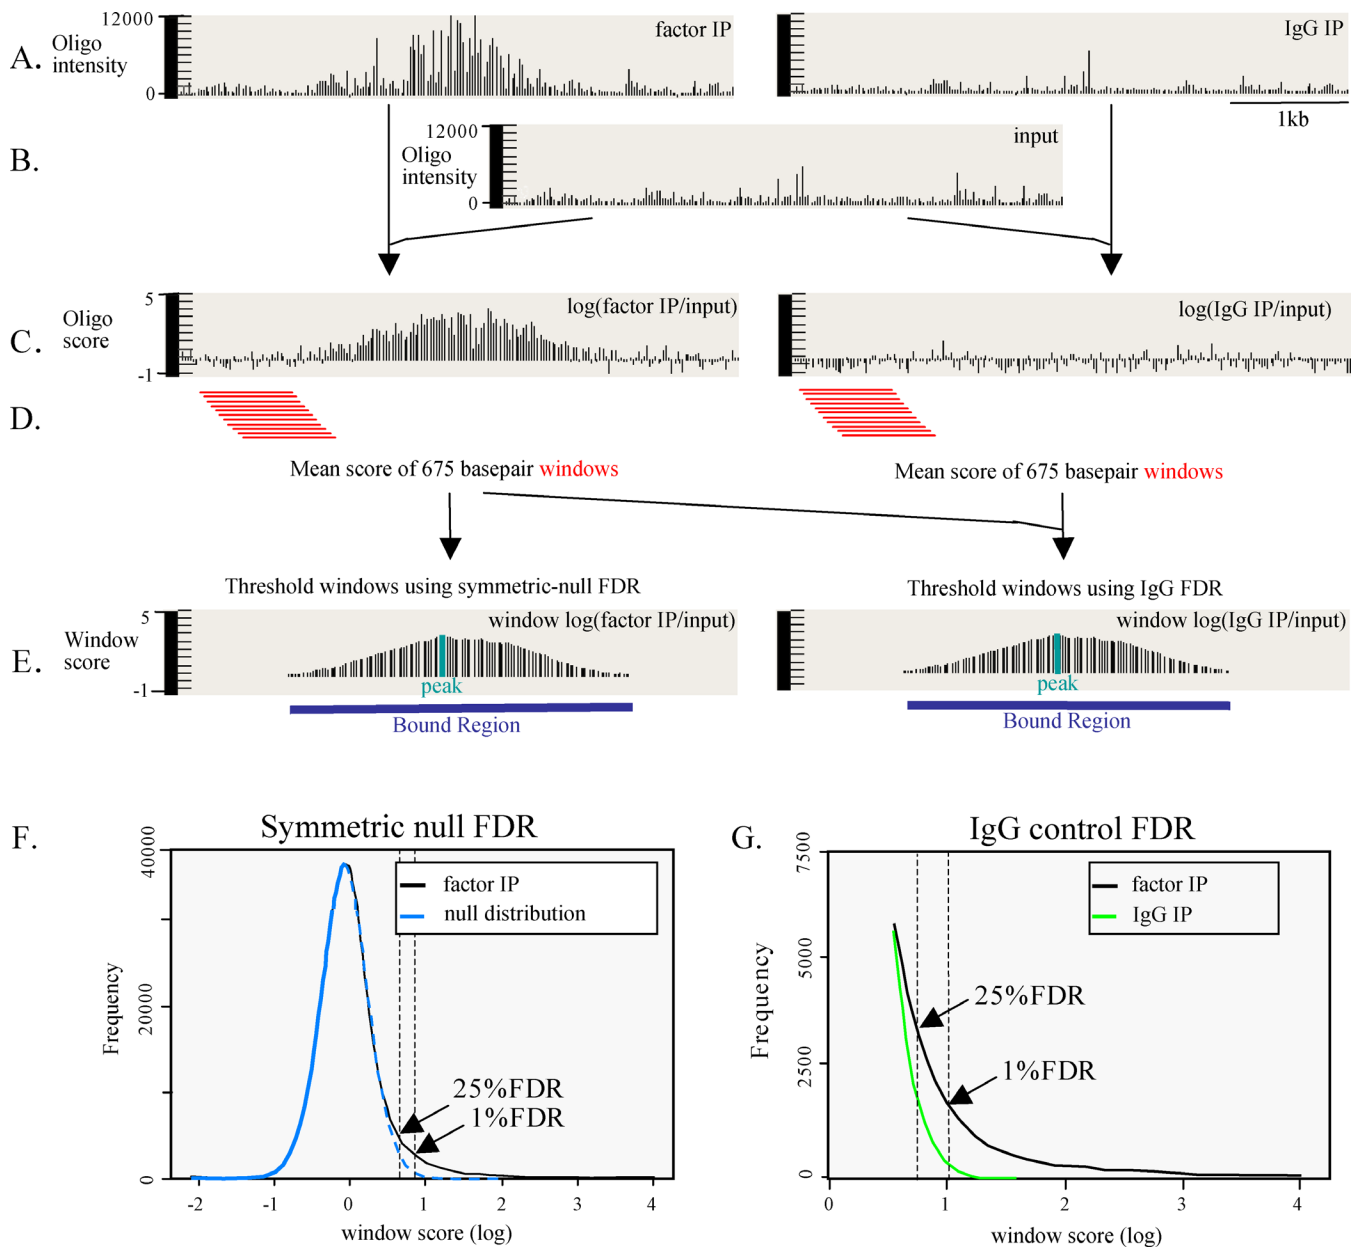 A.
Oligo
intensity
12000
0
factor IP
IgG IP
1kb
B.
Oligo
intensity
12000
0
input
C.
Oligo
score
5
-1
log(factor IP/input)
log(IgG IP/input)
D.
Mean score of 675 basepair windows
Mean score of 675 basepair windows
Threshold windows using symmetric-null FDR
Threshold windows using IgG FDR
E.
Window
score
5
-1
window log(factor IP/input)
peak
Bound Region
window log(IgG IP/input)
peak
Bound Region
F.
Symmetric null FDR
Frequency
40000
20000
0
factor IP
null distribution
25%FDR
1%FDR
-2 -1 0 1 2 3 4
window score (log)
G.
IgG control FDR
Frequency
7500
5000
2500
0
factor IP
IgG IP
25%FDR
1%FDR
0 1 2 3 4
window score (log)